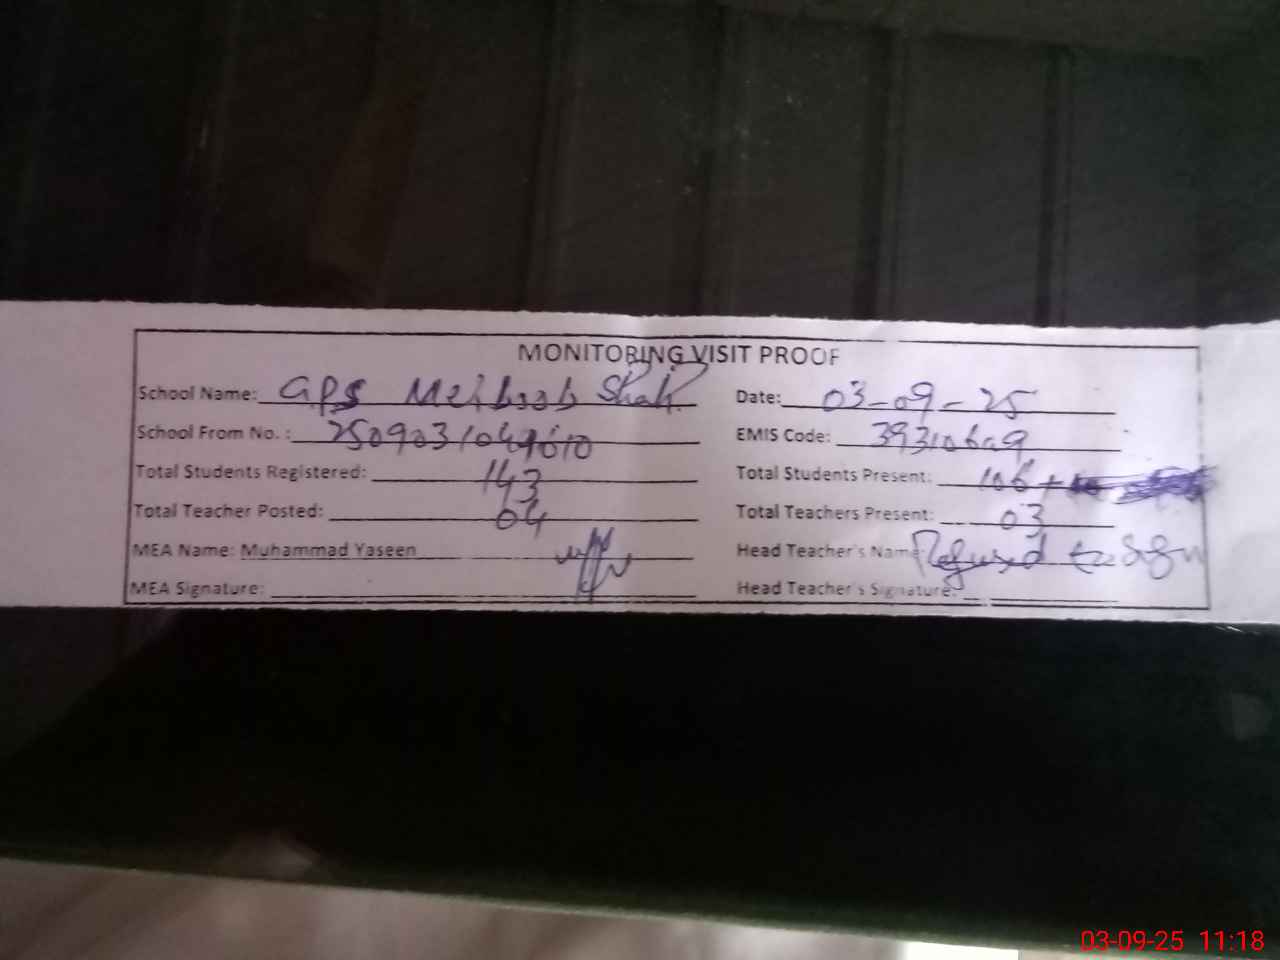 MONITORING VISIT PROOF
School Name: GPS Mehboob Shah Date: 03-09-25
School From No. : EMIS Code:
Total Students Registered: 143 Total Students Present: 106
Total Teacher Posted: 04 Total Teachers Present: 03
MEA Name: Muhammad Yaseen Head Teacher's Name: Refused to Sign
MEA Signature: Head Teacher's Signature:
03-09-25 11:18